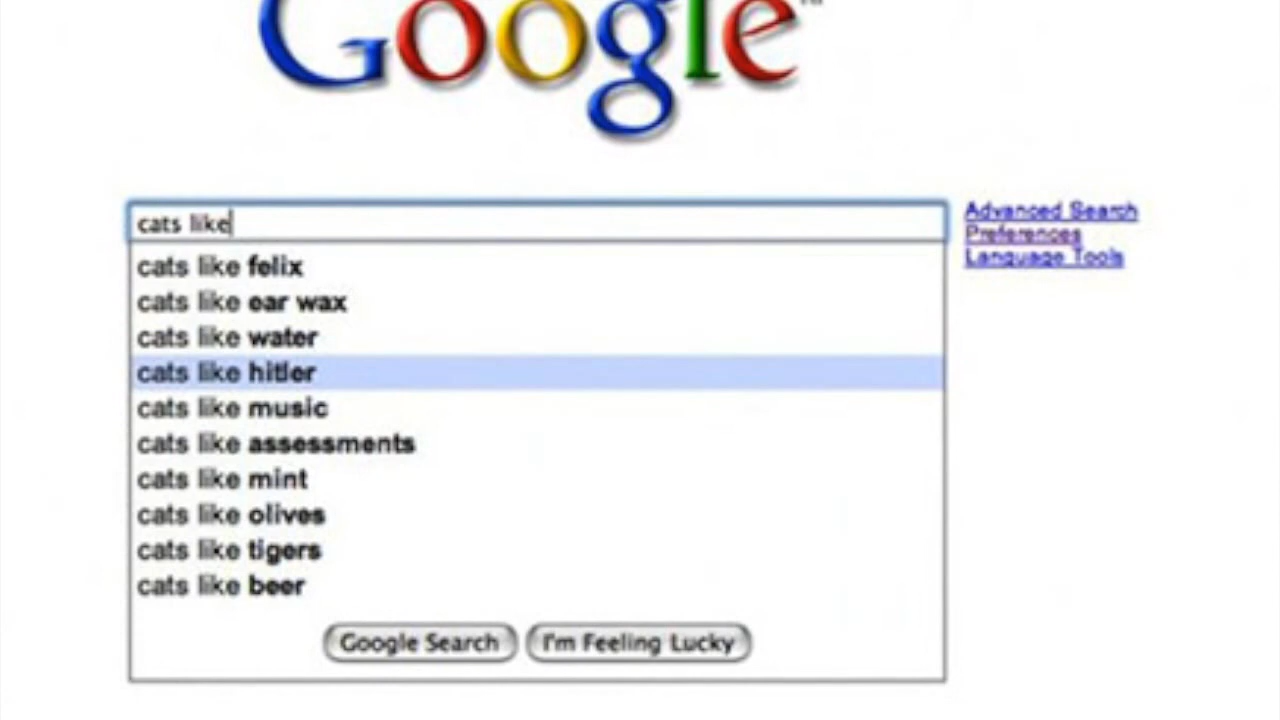 Google
cats like
Advanced Search
Preferences
Language Tools
cats like felix
cats like ear wax
cats like water
cats like hitler
cats like music
cats like assessments
cats like mint
cats like olives
cats like tigers
cats like beer
Google Search
I'm Feeling Lucky